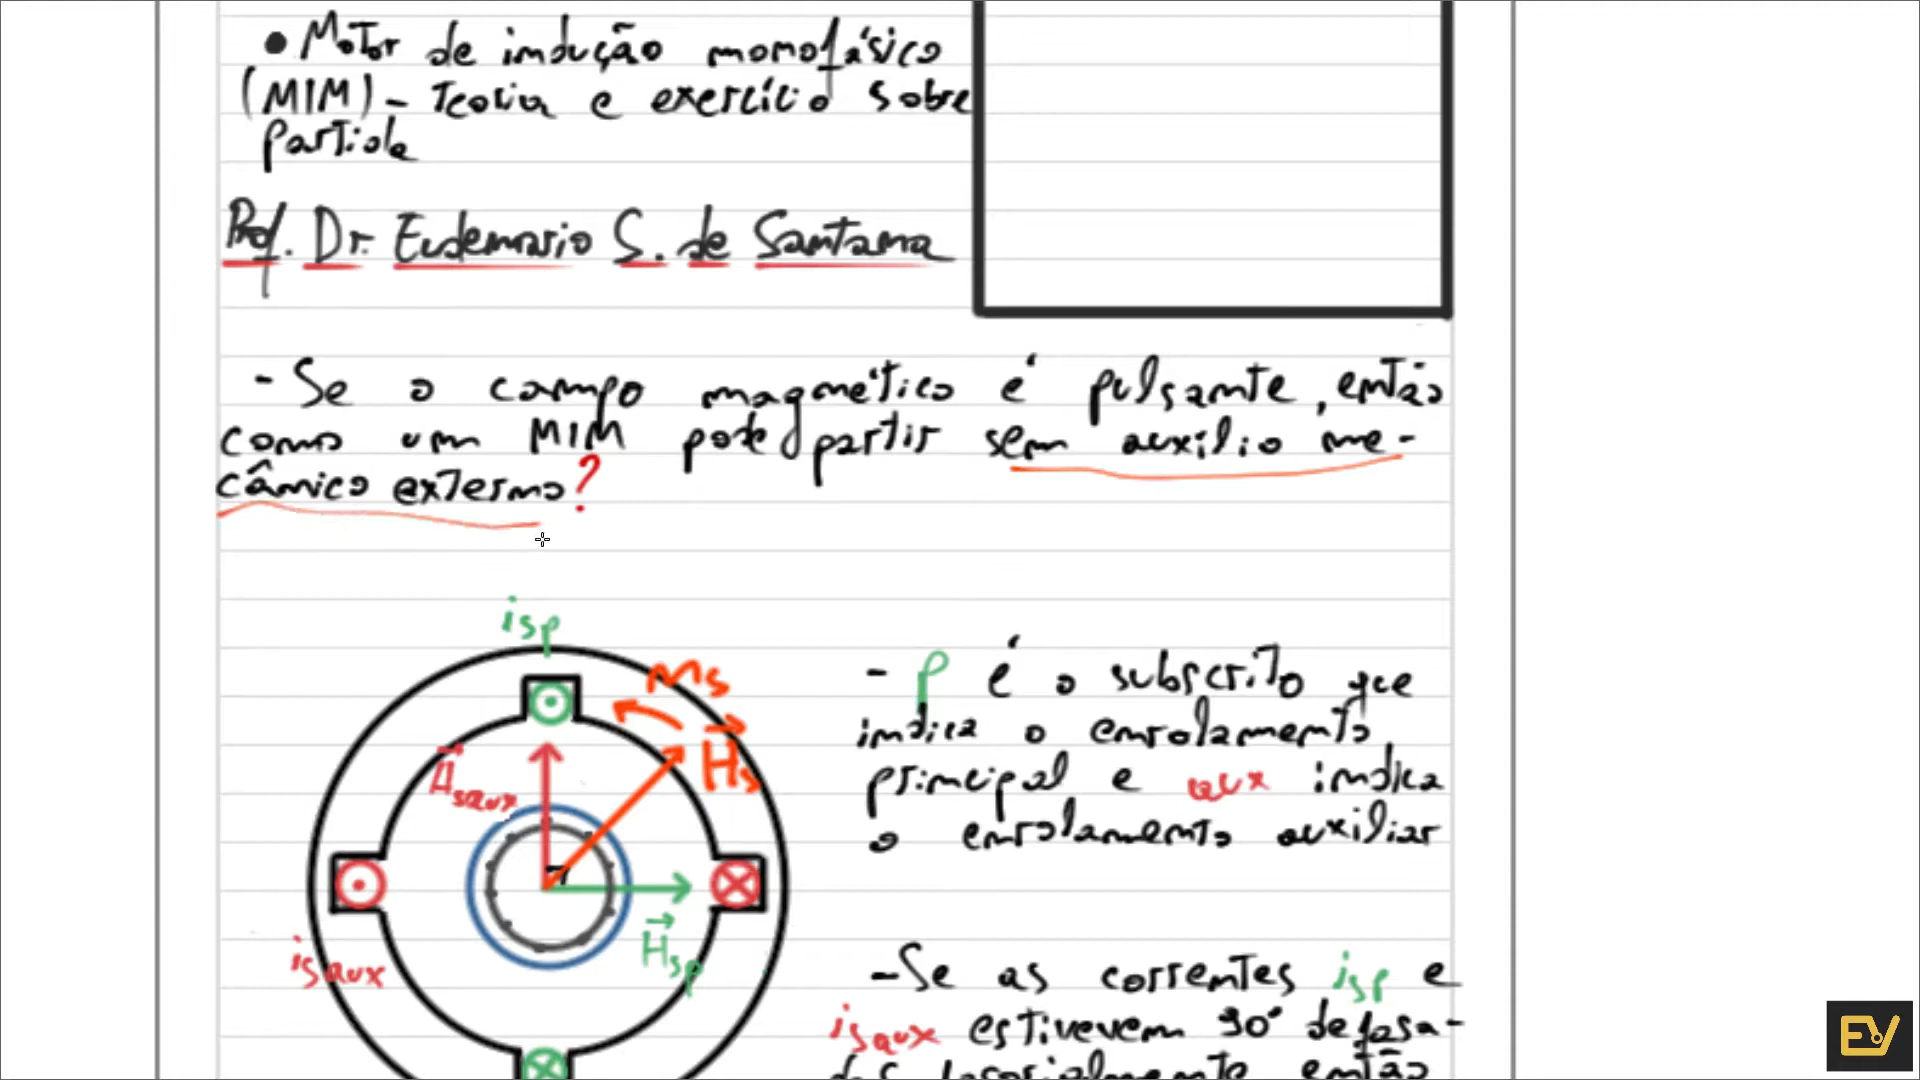 ● Motor de indução monofásico
(MIM) - Teoria e exercício sobre
partida
Prof. Dr. Eudemario S. de Santana
- Se o campo magnético é pulsante, então
como um MIM pode partir sem auxílio me-
cânico externo?
isp
ns
Hs
Hsaux
- p é o subscrito que
indica o enrolamento
principal e aux indica
o enrolamento auxiliar
Hsp
isaux
- Se as correntes isp e
isaux estiverem 90° defasa-
então
EV